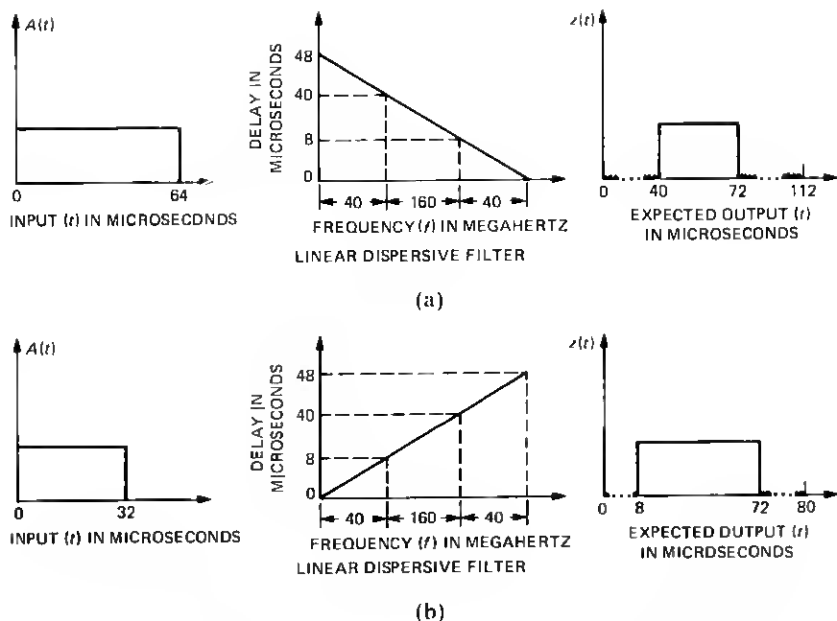 A(t)
0
64
INPUT (t) IN MICROSECONDS
DELAY IN
MICROSECONDS
48
40
8
0
40
160
40
FREQUENCY (f) IN MEGAHERTZ
LINEAR DISPERSIVE FILTER
z(t)
0
40
72
112
EXPECTED OUTPUT (t)
IN MICROSECONDS
(a)
A(t)
0
32
INPUT (t) IN MICROSECONDS
DELAY IN
MICROSECONDS
48
40
8
0
40
160
40
FREQUENCY (f) IN MEGAHERTZ
LINEAR DISPERSIVE FILTER
z(t)
0
8
72
80
EXPECTED OUTPUT (t)
IN MICROSECONDS
(b)